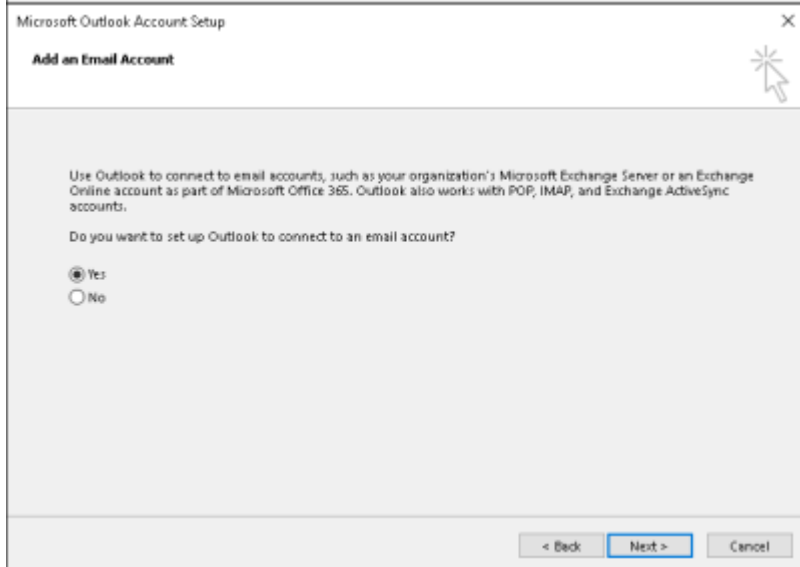 Microsoft Outlook Account Setup
Add an Email Account
Use Outlook to connect to email accounts, such as your organization's Microsoft Exchange Server or an Exchange
Online account as part of Microsoft Office 365. Outlook also works with POP, IMAP, and Exchange ActiveSync
accounts.
Do you want to set up Outlook to connect to an email account?
Yes
No
< Back Next > Cancel